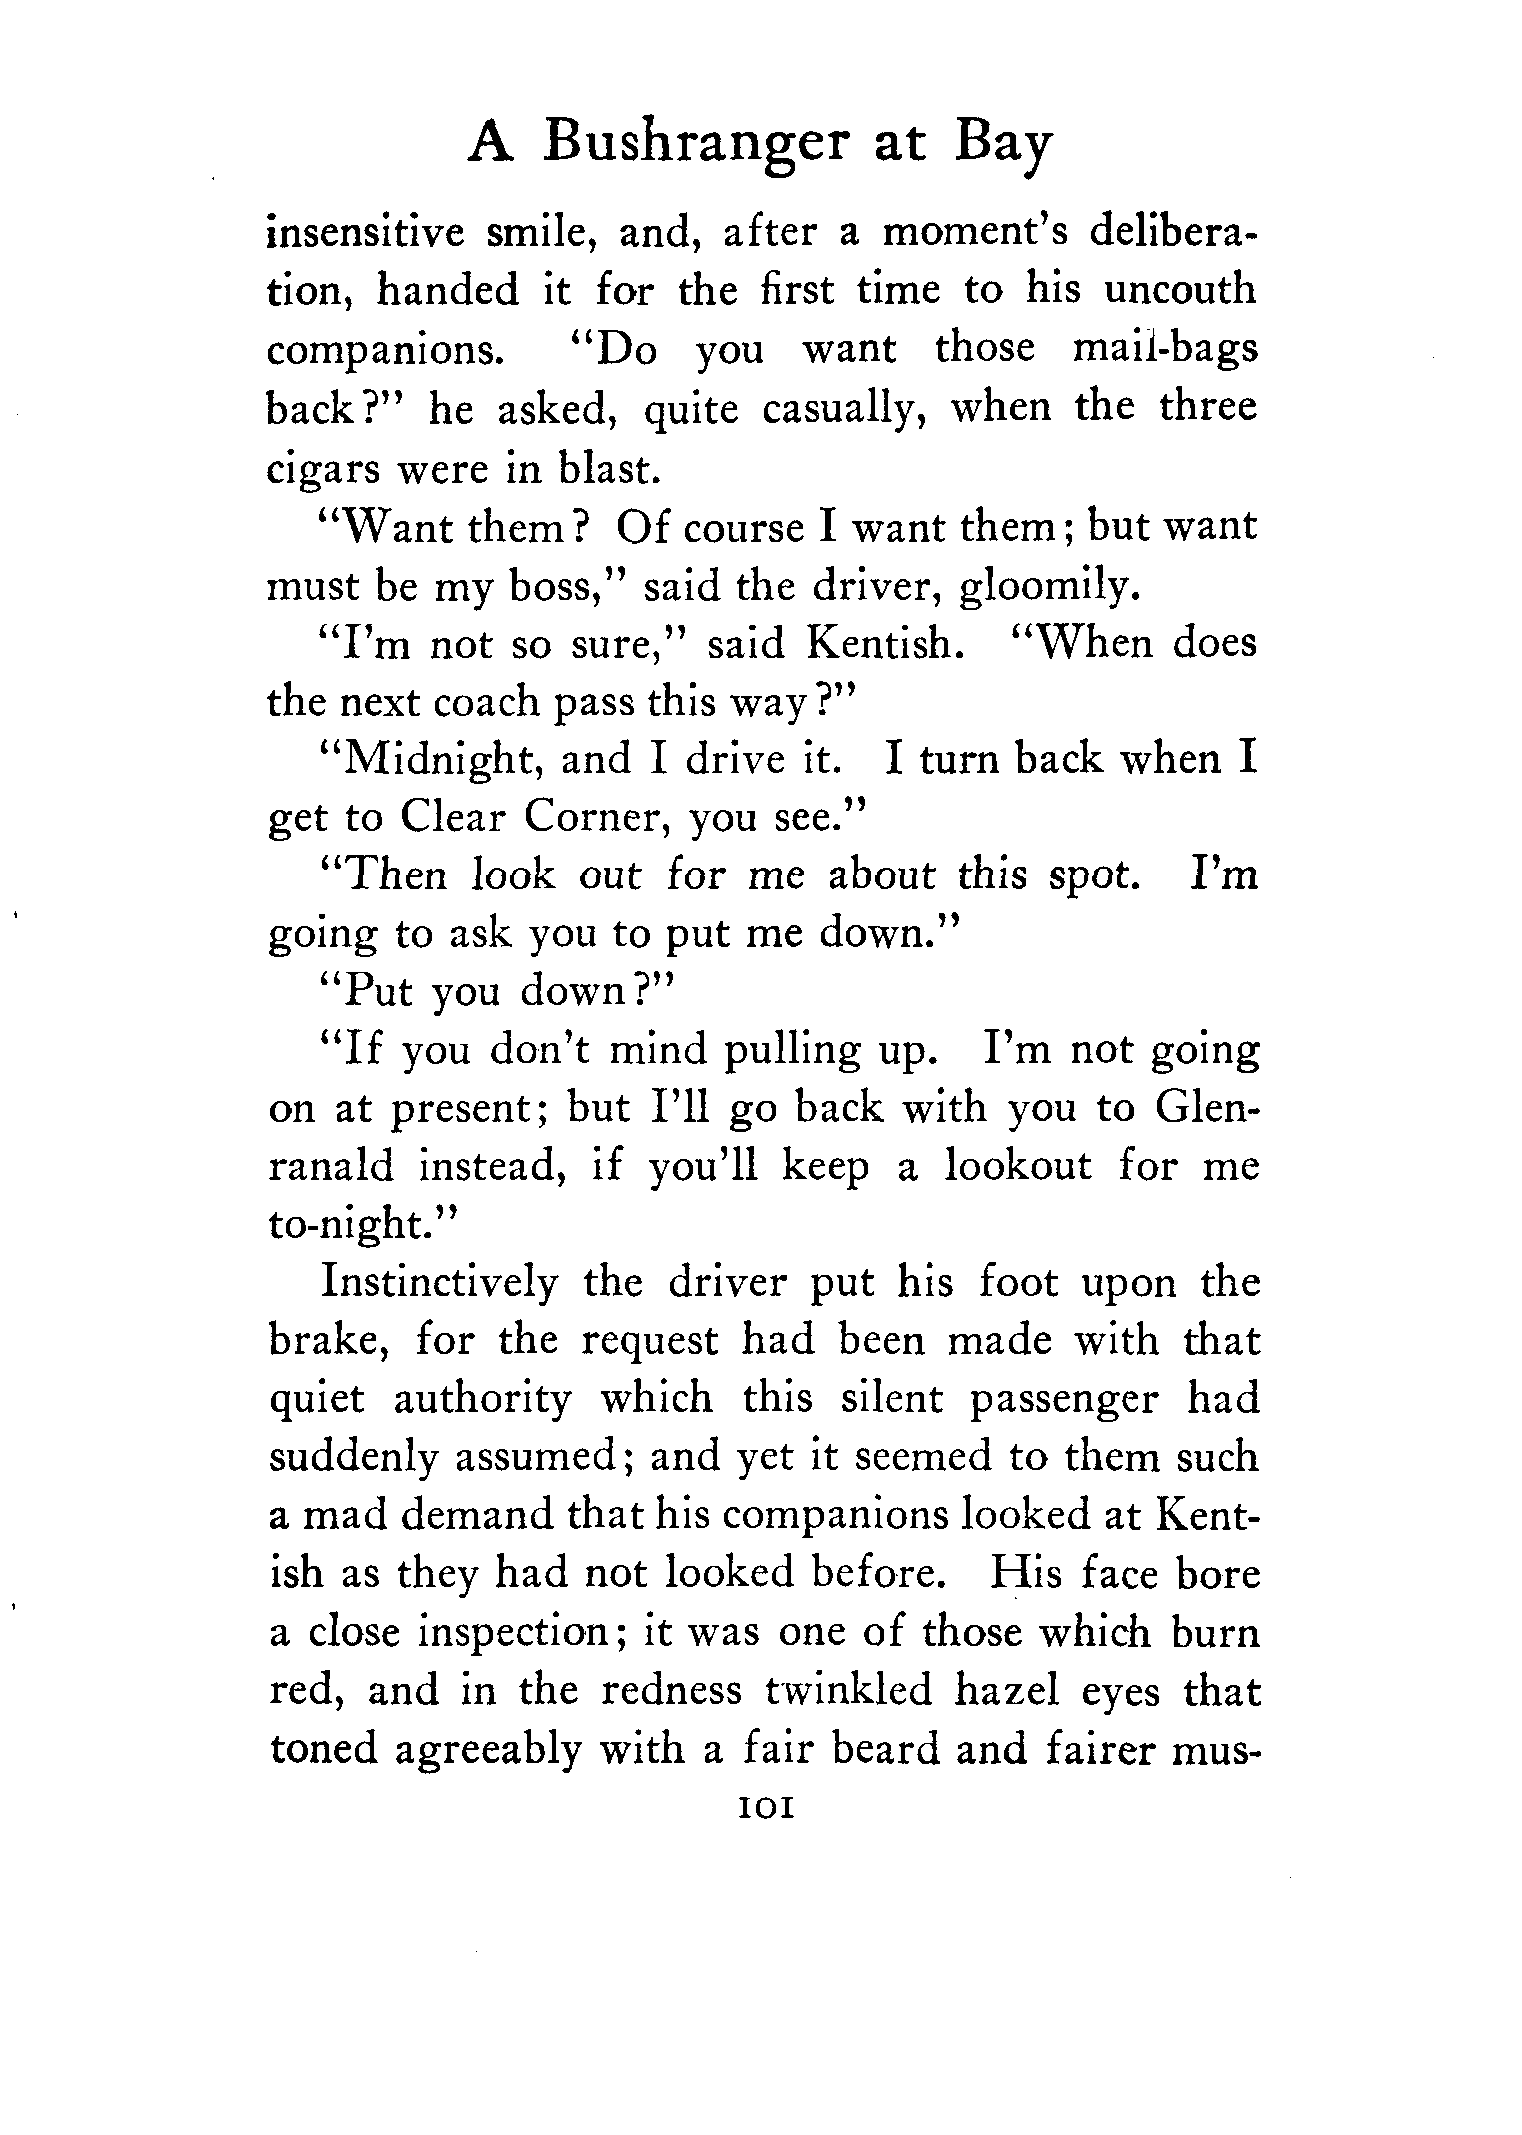 A Bushranger at Bay
insensitive smile, and, after a moment's delibera-
tion, handed it for the first time to his uncouth
companions. "Do you want those mail-bags
back?" he asked, quite casually, when the three
cigars were in blast.
"Want them? Of course I want them; but want
must be my boss," said the driver, gloomily.
"I'm not so sure," said Kentish. "When does
the next coach pass this way?"
"Midnight, and I drive it. I turn back when I
get to Clear Corner, you see."
"Then look out for me about this spot. I'm
going to ask you to put me down."
"Put you down?"
"If you don't mind pulling up. I'm not going
on at present; but I'll go back with you to Glen-
ranald instead, if you'll keep a lookout for me
to-night."
Instinctively the driver put his foot upon the
brake, for the request had been made with that
quiet authority which this silent passenger had
suddenly assumed; and yet it seemed to them such
a mad demand that his companions looked at Kent-
ish as they had not looked before. His face bore
a close inspection; it was one of those which burn
red, and in the redness twinkled hazel eyes that
toned agreeably with a fair beard and fairer mus-
101